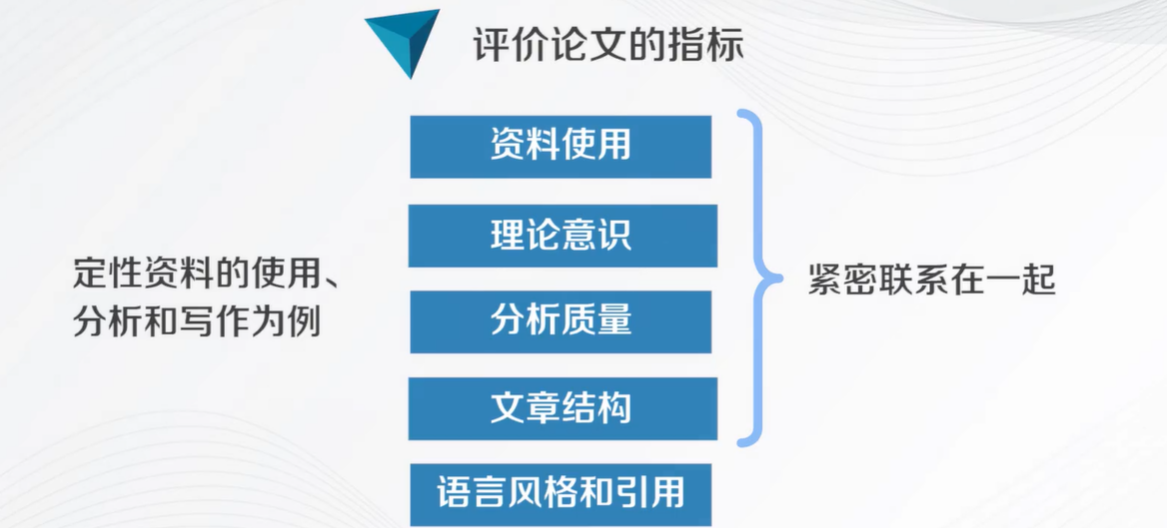 评价论文的指标
资料使用
理论意识
定性资料的使用、
分析和写作为例
紧密联系在一起
分析质量
文章结构
语言风格和引用